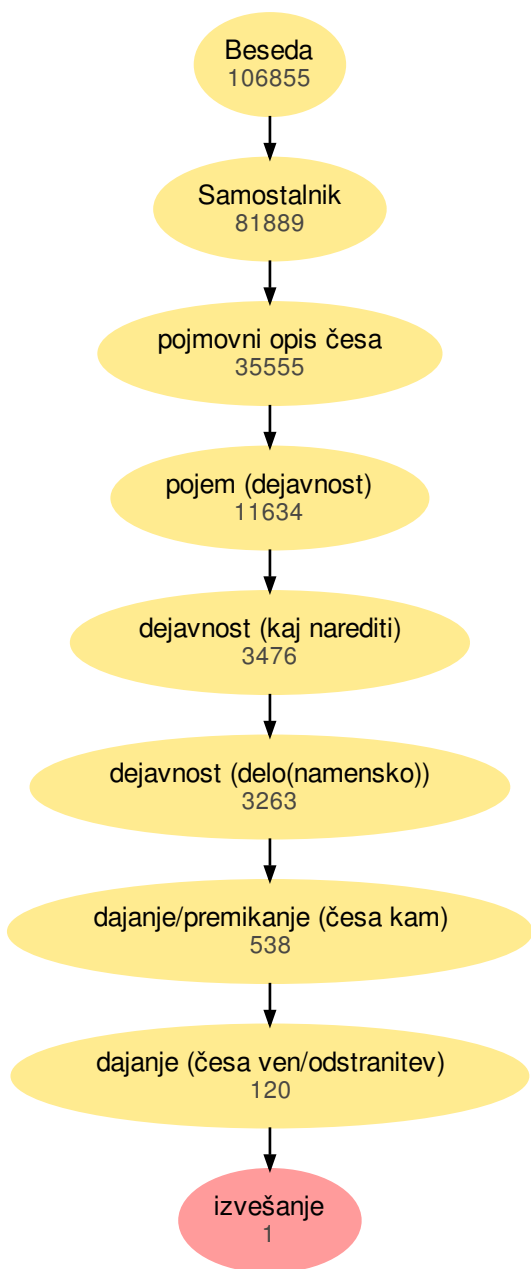 Beseda
106855
Samostalnik
81889
pojmovni opis česa
35555
pojem (dejavnost)
11634
dejavnost (kaj narediti)
3476
dejavnost (delo(namensko))
3263
dajanje/premikanje (česa kam)
538
dajanje (česa ven/odstranitev)
120
izvešanje
1